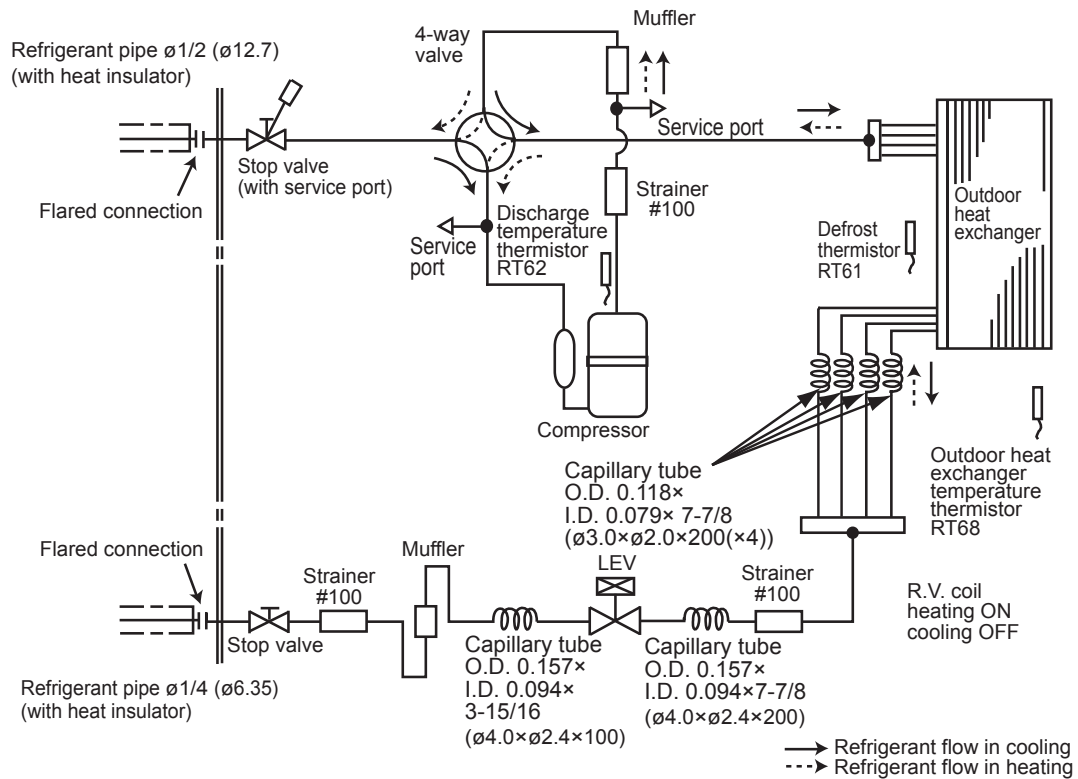 Muffler
4-way
valve
Refrigerant pipe ø1/2 (ø12.7)
(with heat insulator)
Service port
Stop valve
(with service port)
Flared connection
Strainer
#100
Discharge
temperature
thermistor
RT62
Service
port
Outdoor
heat
exchanger
Defrost
thermistor
RT61
Compressor
Capillary tube
O.D. 0.118×
I.D. 0.079× 7-7/8
(ø3.0×ø2.0×200(×4))
Outdoor heat
exchanger
temperature
thermistor
RT68
Flared connection
Muffler
LEV
Strainer
#100
Strainer
#100
R.V. coil
heating ON
cooling OFF
Stop valve
Capillary tube
O.D. 0.157×
I.D. 0.094×
3-15/16
(ø4.0×ø2.4×100)
Capillary tube
O.D. 0.157×
I.D. 0.094×7-7/8
(ø4.0×ø2.4×200)
Refrigerant pipe ø1/4 (ø6.35)
(with heat insulator)
Refrigerant flow in cooling
Refrigerant flow in heating